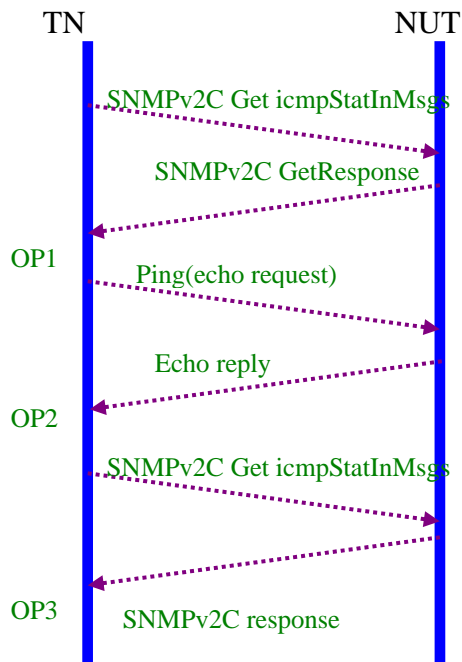 TN
NUT
SNMPv2C Get icmpStatInMsgs
SNMPv2C GetResponse
OP1
Ping(echo request)
Echo reply
OP2
SNMPv2C Get icmpStatInMsgs
OP3
SNMPv2C response